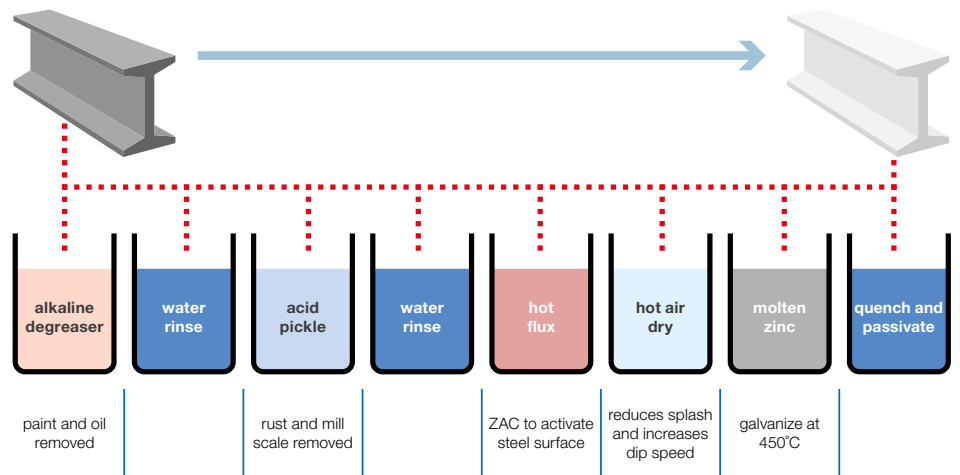 alkaline
degreaser
water
rinse
acid
pickle
water
rinse
hot
flux
hot air
dry
molten
zinc
quench and
passivate
paint and oil
removed
rust and mill
scale removed
ZAC to activate
steel surface
reduces splash
and increases
dip speed
galvanize at
450˚C